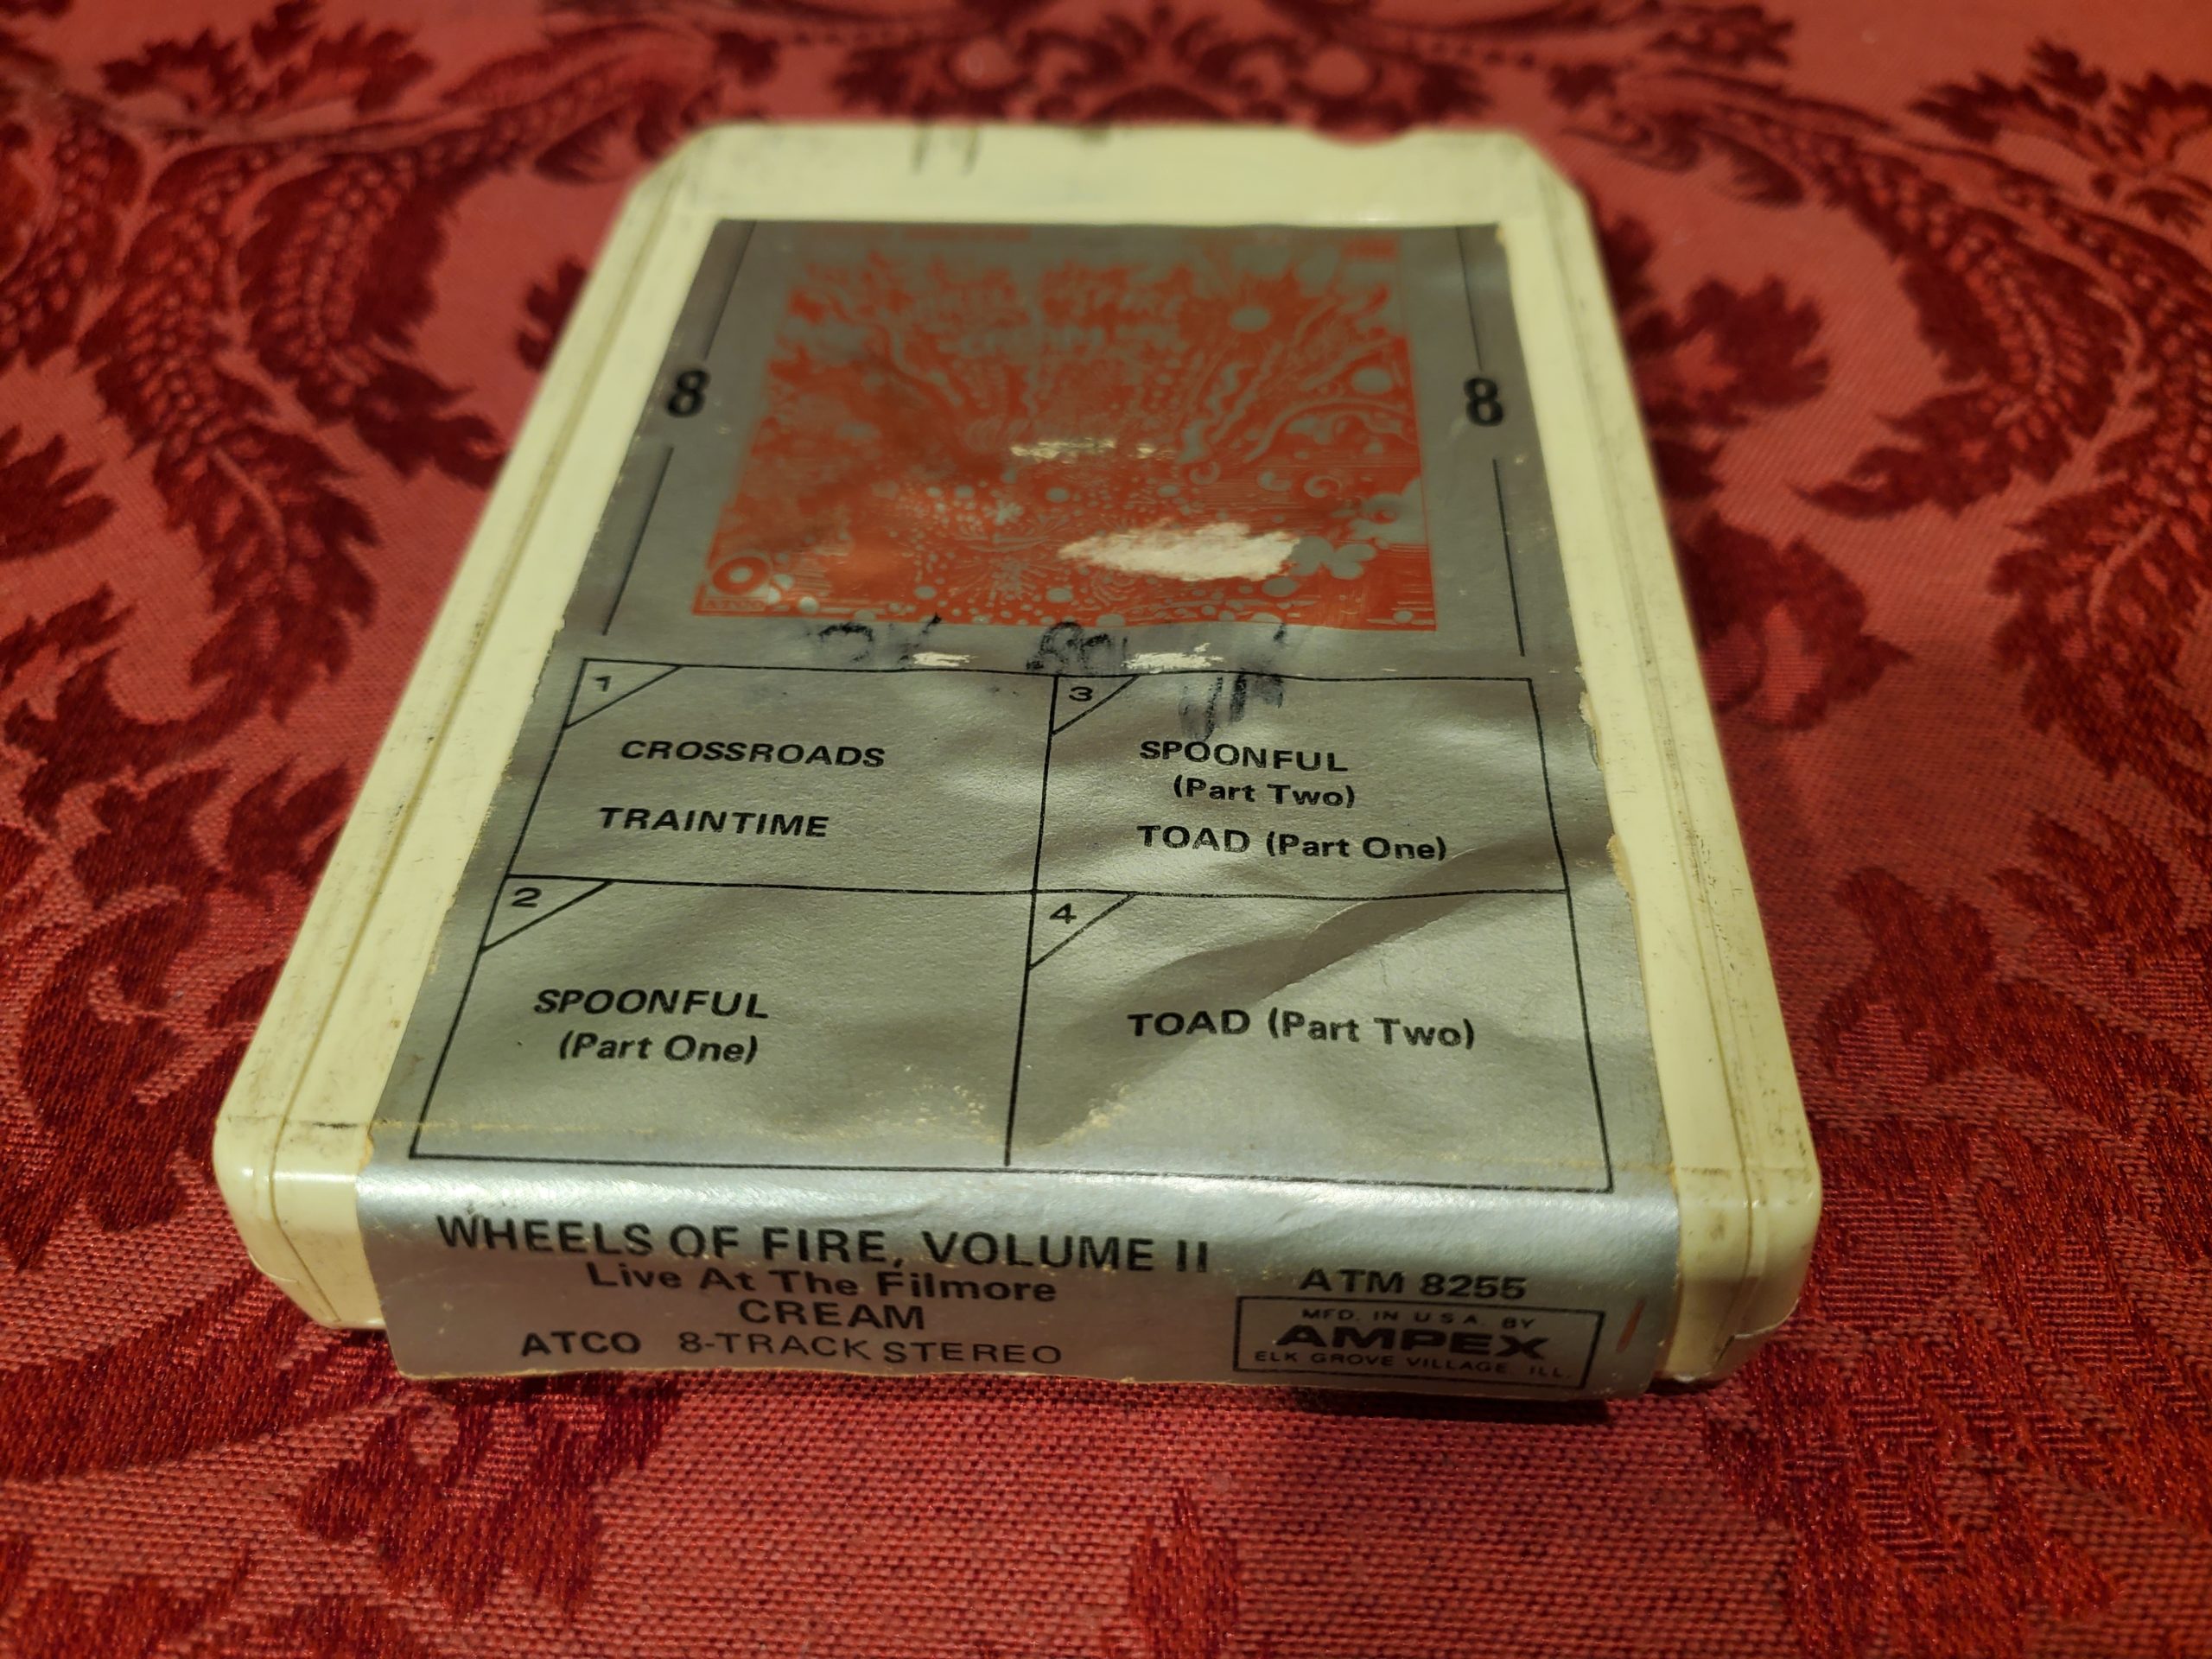 8
8
ATCO
1
CROSSROADS
TRAINTIME
2
SPOONFUL
(Part One)
3
SPOONFUL
(Part Two)
TOAD (Part One)
4
TOAD (Part Two)
WHEELS OF FIRE, VOLUME II
Live At The Filmore
CREAM
ATCO 8-TRACK STEREO
ATM 8255
MFD. IN U S A. BY
AMPEX
ELK GROVE VILLAGE ILL.